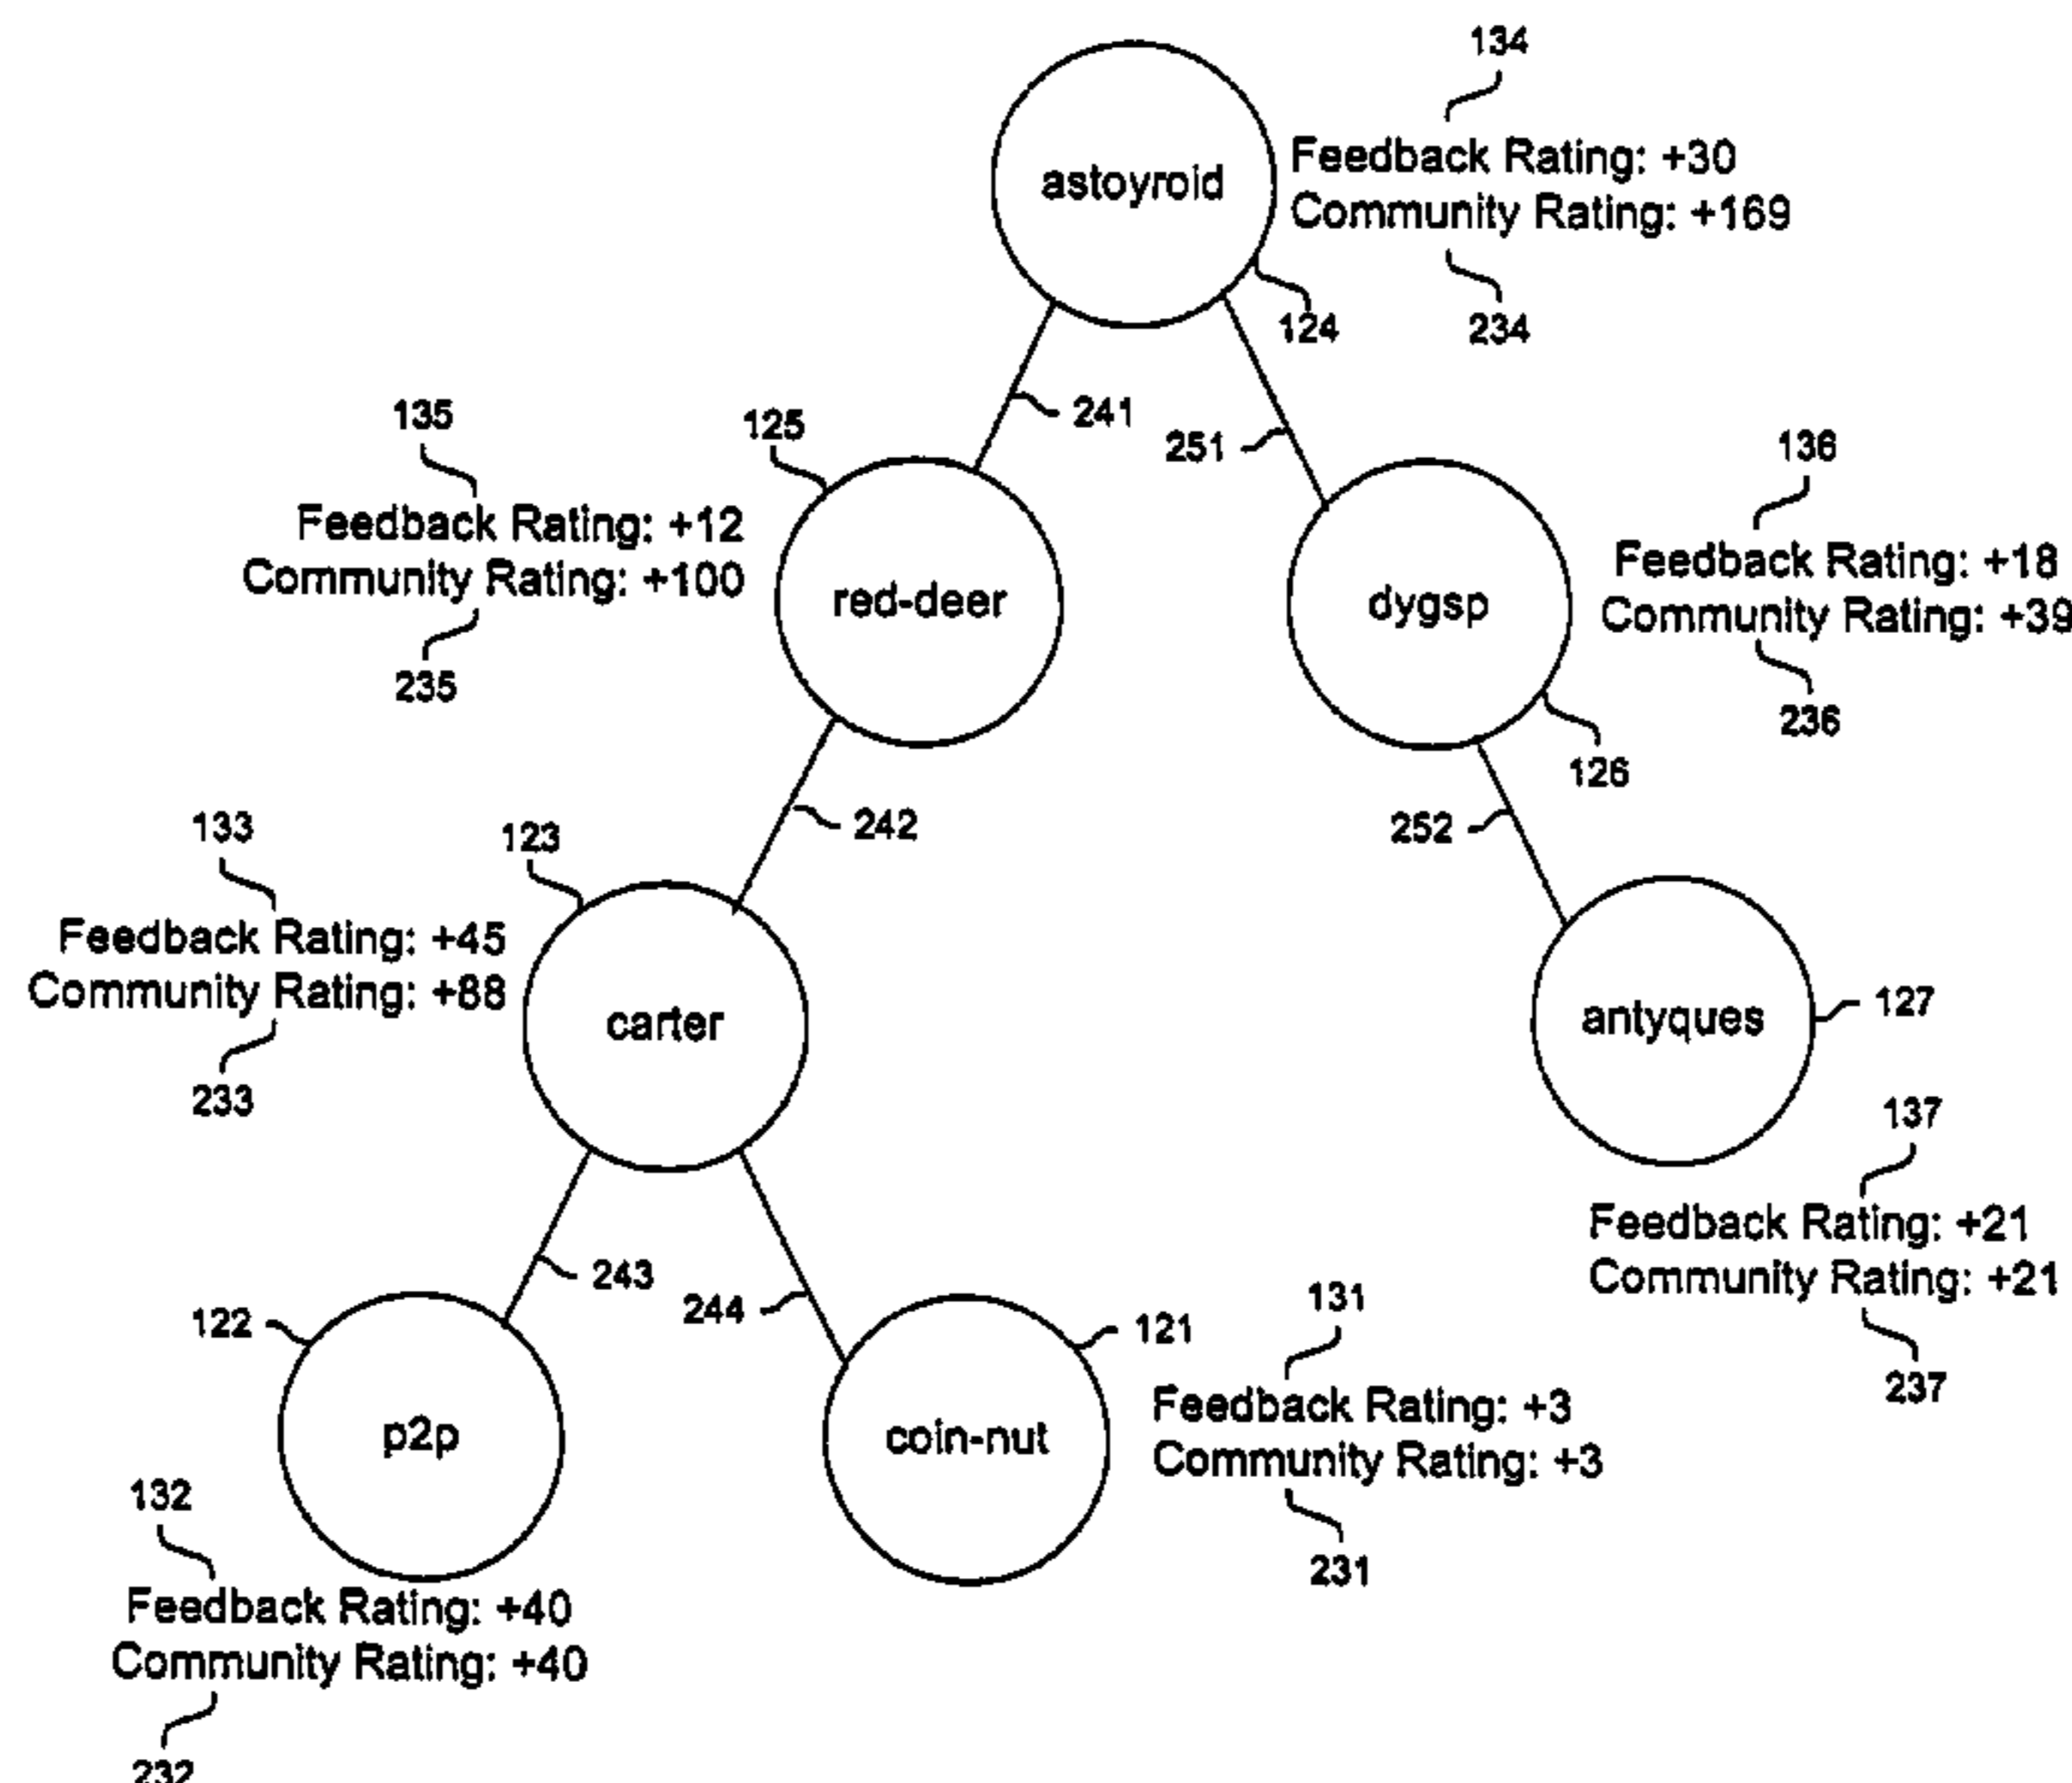 134
Feedback Rating: +30
Community Rating: +169
astoyroid
124
234
241
251
135
125
Feedback Rating: +12
Community Rating: +100
235
red-deer
136
Feedback Rating: +18
Community Rating: +39
236
dygsp
126
242
252
133
123
Feedback Rating: +45
Community Rating: +88
233
carter
antyques
127
137
Feedback Rating: +21
Community Rating: +21
237
243
244
122
p2p
132
Feedback Rating: +40
Community Rating: +40
232
coin-nut
121
131
Feedback Rating: +3
Community Rating: +3
231